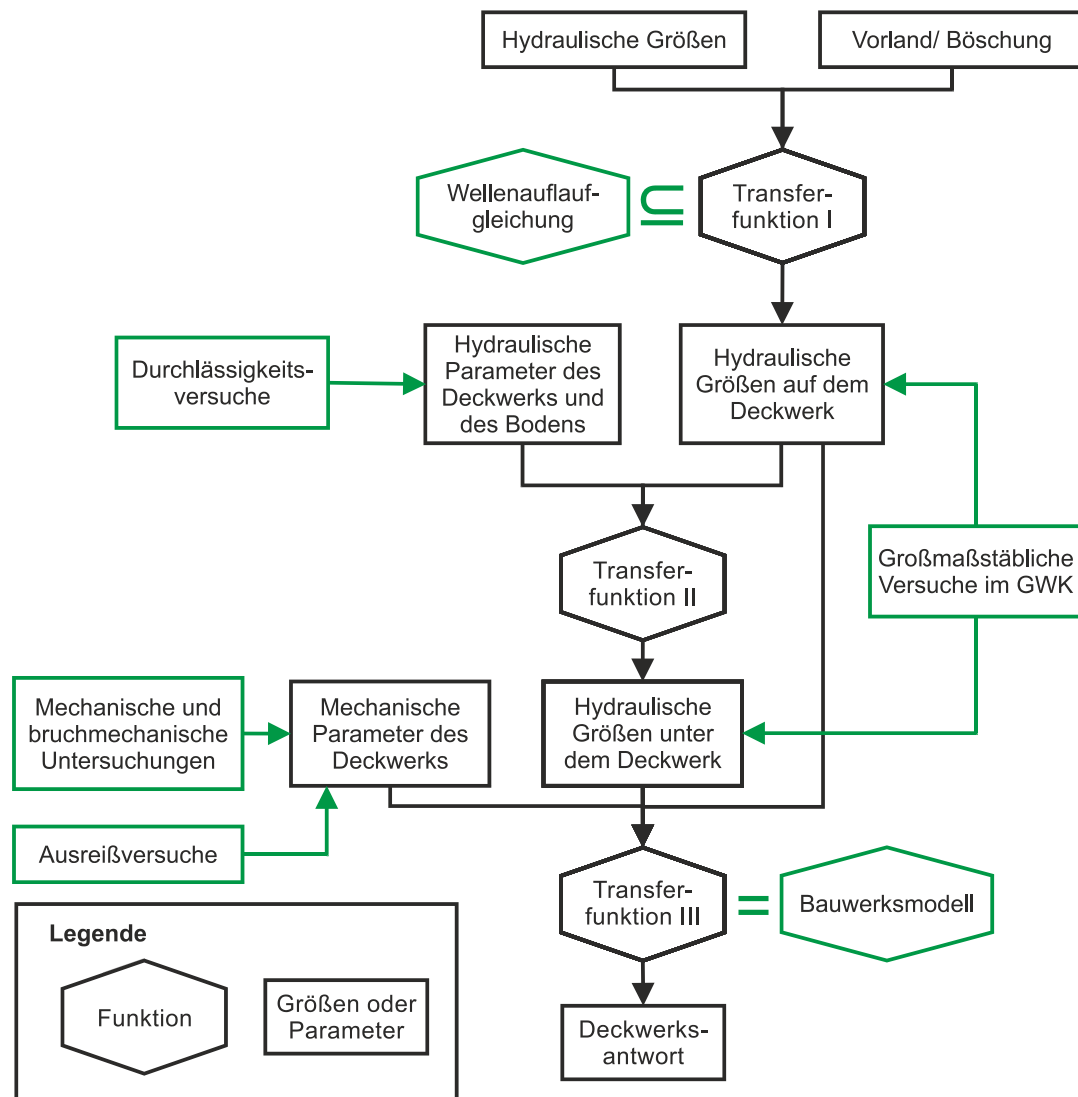 Hydraulische Größen
Vorland/ Böschung
Wellenauflauf-
gleichung
⊆
Transfer-
funktion I
Durchlässigkeits-
versuche
Hydraulische
Parameter des
Deckwerks und
des Bodens
Hydraulische
Größen auf dem
Deckwerk
Großmaßstäbliche
Versuche im GWK
Transfer-
funktion II
Mechanische und
bruchmechanische
Untersuchungen
Mechanische
Parameter des
Deckwerks
Hydraulische
Größen unter
dem Deckwerk
Ausreißversuche
Transfer-
funktion III
=
Bauwerksmodell
Legende
Funktion
Größen oder
Parameter
Deckwerks-
antwort